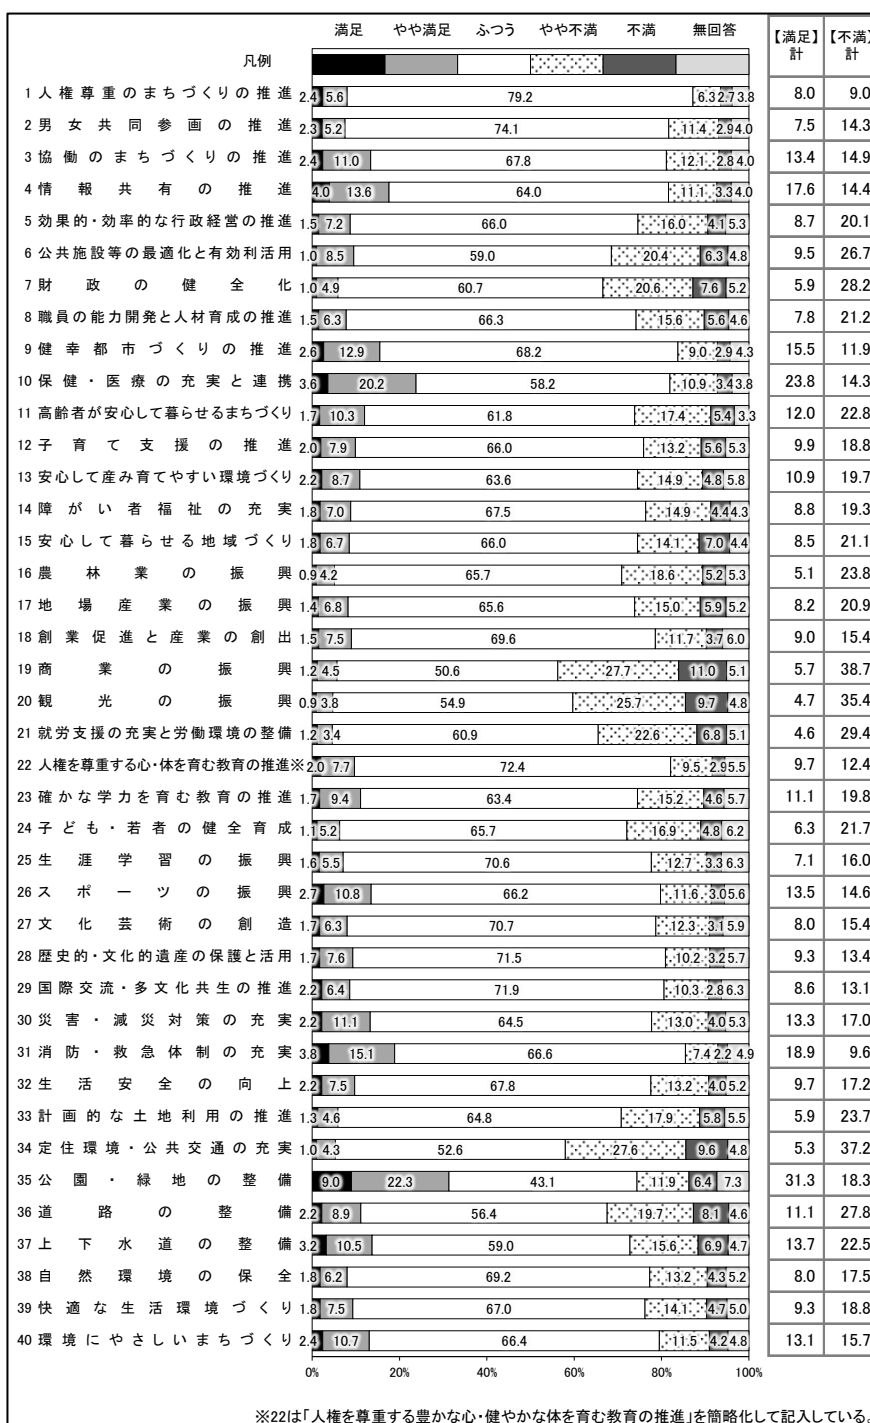 満足 やや満足 ふつう やや不満 不満 無回答 【満足】計 【不満】計
凡例
1 人権尊重のまちづくりの推進 2.4 5.6 79.2 6.3 2.7 3.8 8.0 9.0
2 男女共同参画の推進 2.3 5.2 74.1 11.4 2.9 4.0 7.5 14.3
3 協働のまちづくりの推進 2.4 11.0 67.8 12.1 2.8 4.0 13.4 14.9
4 情報共有の推進 4.0 13.6 64.0 11.1 3.3 4.0 17.6 14.4
5 効果的・効率的な行政経営の推進 1.5 7.2 66.0 16.0 4.1 5.3 8.7 20.1
6 公共施設等の最適化と有効利活用 1.0 8.5 59.0 20.4 6.3 4.8 9.5 26.7
7 財政の健全化 1.0 4.9 60.7 20.6 7.6 5.2 5.9 28.2
8 職員の能力開発と人材育成の推進 1.5 6.3 66.3 15.6 5.6 4.6 7.8 21.2
9 健幸都市づくりの推進 2.6 12.9 68.2 9.0 2.9 4.3 15.5 11.9
10 保健・医療の充実と連携 3.6 20.2 58.2 10.9 3.4 3.8 23.8 14.3
11 高齢者が安心して暮らせるまちづくり 1.7 10.3 61.8 17.4 5.4 3.3 12.0 22.8
12 子育て支援の推進 2.0 7.9 66.0 13.2 5.6 5.3 9.9 18.8
13 安心して産み育てやすい環境づくり 2.2 8.7 63.6 14.9 4.8 5.8 10.9 19.7
14 障がい者福祉の充実 1.8 7.0 67.5 14.9 4.4 4.3 8.8 19.3
15 安心して暮らせる地域づくり 1.8 6.7 66.0 14.1 7.0 4.4 8.5 21.1
16 農林業の振興 0.9 4.2 65.7 18.6 5.2 5.3 5.1 23.8
17 地場産業の振興 1.4 6.8 65.6 15.0 5.9 5.2 8.2 20.9
18 創業促進と産業の創出 1.5 7.5 69.6 11.7 3.7 6.0 9.0 15.4
19 商業の振興 1.2 4.5 50.6 27.7 11.0 5.1 5.7 38.7
20 観光の振興 0.9 3.8 54.9 25.7 9.7 4.8 4.7 35.4
21 就労支援の充実と労働環境の整備 1.2 3.4 60.9 22.6 6.8 5.1 4.6 29.4
22 人権を尊重する心・体を育む教育の推進※ 2.0 7.7 72.4 9.5 2.9 5.5 9.7 12.4
23 確かな学力を育む教育の推進 1.7 9.4 63.4 15.2 4.6 5.7 11.1 19.8
24 子ども・若者の健全育成 1.1 5.2 65.7 16.9 4.8 6.2 6.3 21.7
25 生涯学習の振興 1.6 5.5 70.6 12.7 3.3 6.3 7.1 16.0
26 スポーツの振興 2.7 10.8 66.2 11.6 3.0 5.6 13.5 14.6
27 文化芸術の創造 1.7 6.3 70.7 12.3 3.1 5.9 8.0 15.4
28 歴史的・文化的遺産の保護と活用 1.7 7.6 71.5 10.2 3.2 5.7 9.3 13.4
29 国際交流・多文化共生の推進 2.2 6.4 71.9 10.3 2.8 6.3 8.6 13.1
30 災害・減災対策の充実 2.2 11.1 64.5 13.0 4.0 5.3 13.3 17.0
31 消防・救急体制の充実 3.8 15.1 66.6 7.4 2.2 4.9 18.9 9.6
32 生活安全の向上 2.2 7.5 67.8 13.2 4.0 5.2 9.7 17.2
33 計画的な土地利用の推進 1.3 4.6 64.8 17.9 5.8 5.5 5.9 23.7
34 定住環境・公共交通の充実 1.0 4.3 52.6 27.6 9.6 4.8 5.3 37.2
35 公園・緑地の整備 9.0 22.3 43.1 11.9 6.4 7.3 31.3 18.3
36 道路の整備 2.2 8.9 56.4 19.7 8.1 4.6 11.1 27.8
37 上下水道の整備 3.2 10.5 59.0 15.6 6.9 4.7 13.7 22.5
38 自然環境の保全 1.8 6.2 69.2 13.2 4.3 5.2 8.0 17.5
39 快適な生活環境づくり 1.8 7.5 67.0 14.1 4.7 5.0 9.3 18.8
40 環境にやさしいまちづくり 2.4 10.7 66.4 11.5 4.2 4.8 13.1 15.7
0% 20% 40% 60% 80% 100%
※22は「人権を尊重する豊かな心・健やかな体を育む教育の推進」を簡略化して記入している。